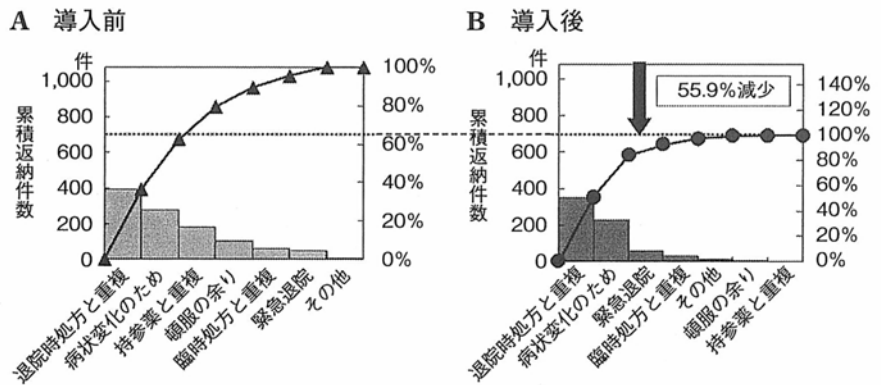 A 導入前
件
1,000
800
600
400
200
0
累積返納件数
100%
80%
60%
40%
20%
0%
退院時処方と重複
病状変化のため
持参薬と重複
頓服の余り
臨時処方と重複
緊急退院
その他
B 導入後
件
1,000
800
600
400
200
0
累積返納件数
55.9%減少
140%
120%
100%
80%
60%
40%
20%
0%
退院時処方と重複
病状変化のため
緊急退院
臨時処方と重複
その他
頓服の余り
持参薬と重複